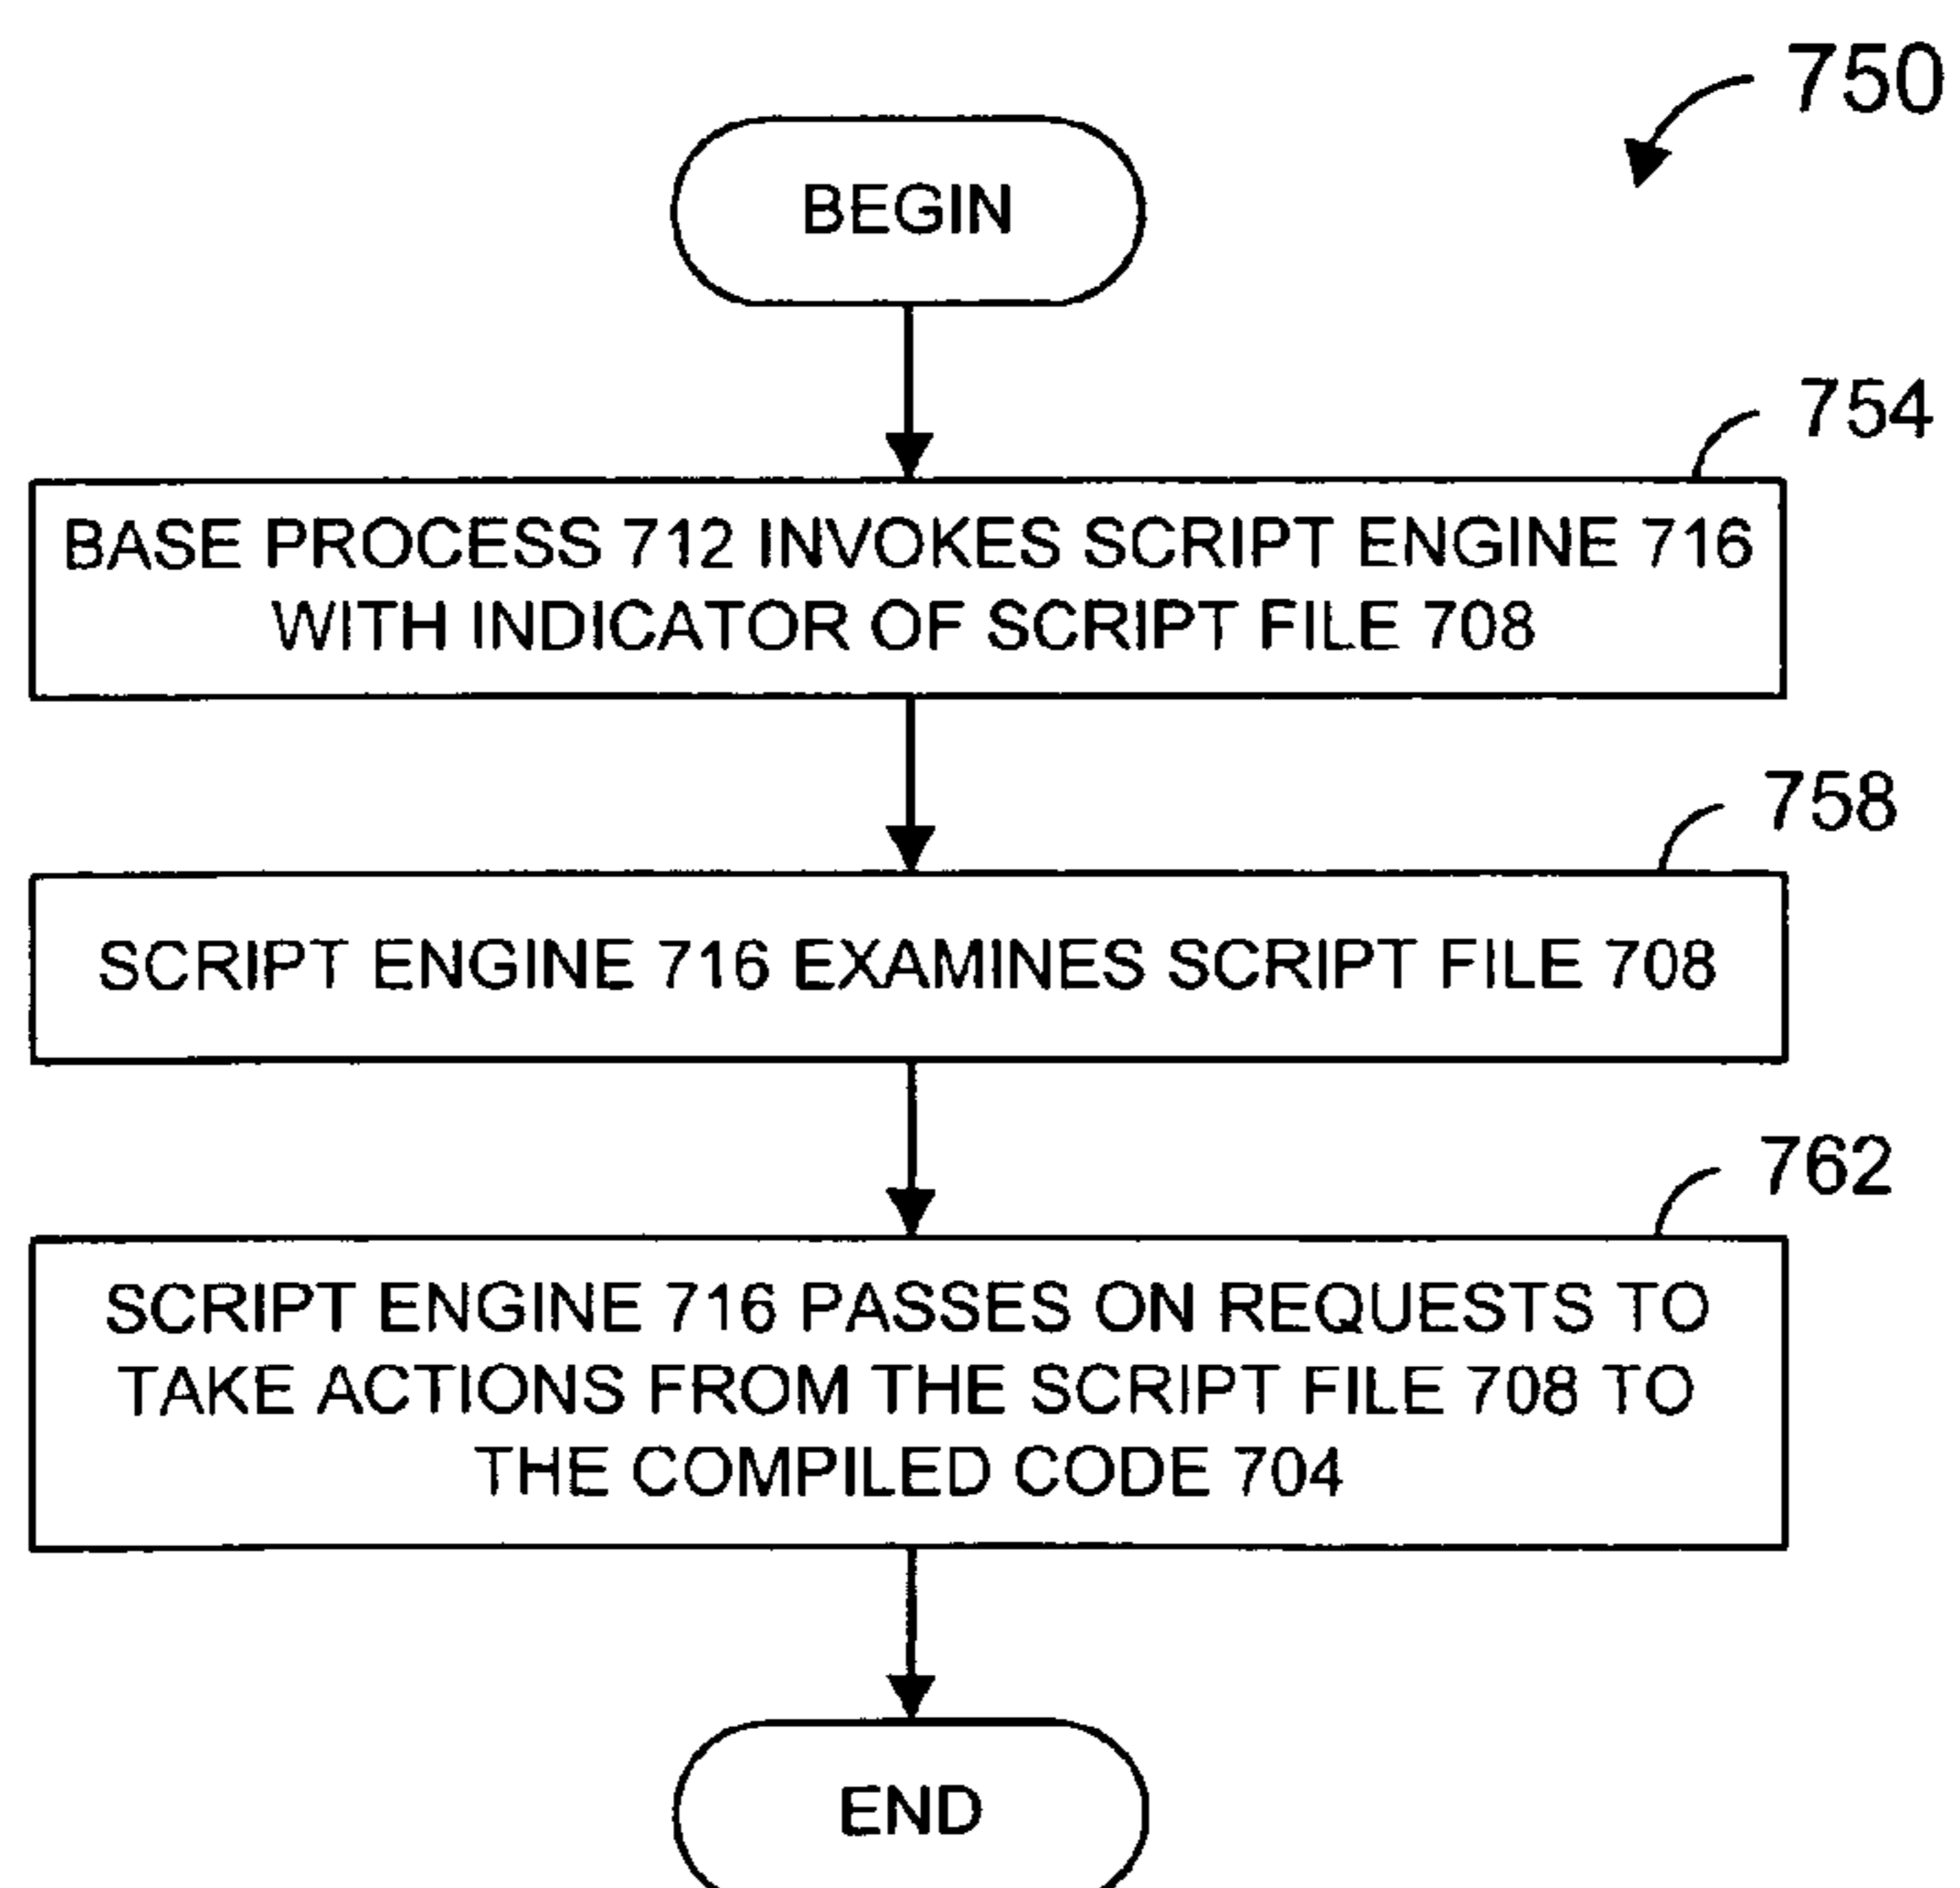 750
BEGIN
754
BASE PROCESS 712 INVOKES SCRIPT ENGINE 716
WITH INDICATOR OF SCRIPT FILE 708
758
SCRIPT ENGINE 716 EXAMINES SCRIPT FILE 708
762
SCRIPT ENGINE 716 PASSES ON REQUESTS TO
TAKE ACTIONS FROM THE SCRIPT FILE 708 TO
THE COMPILED CODE 704
END